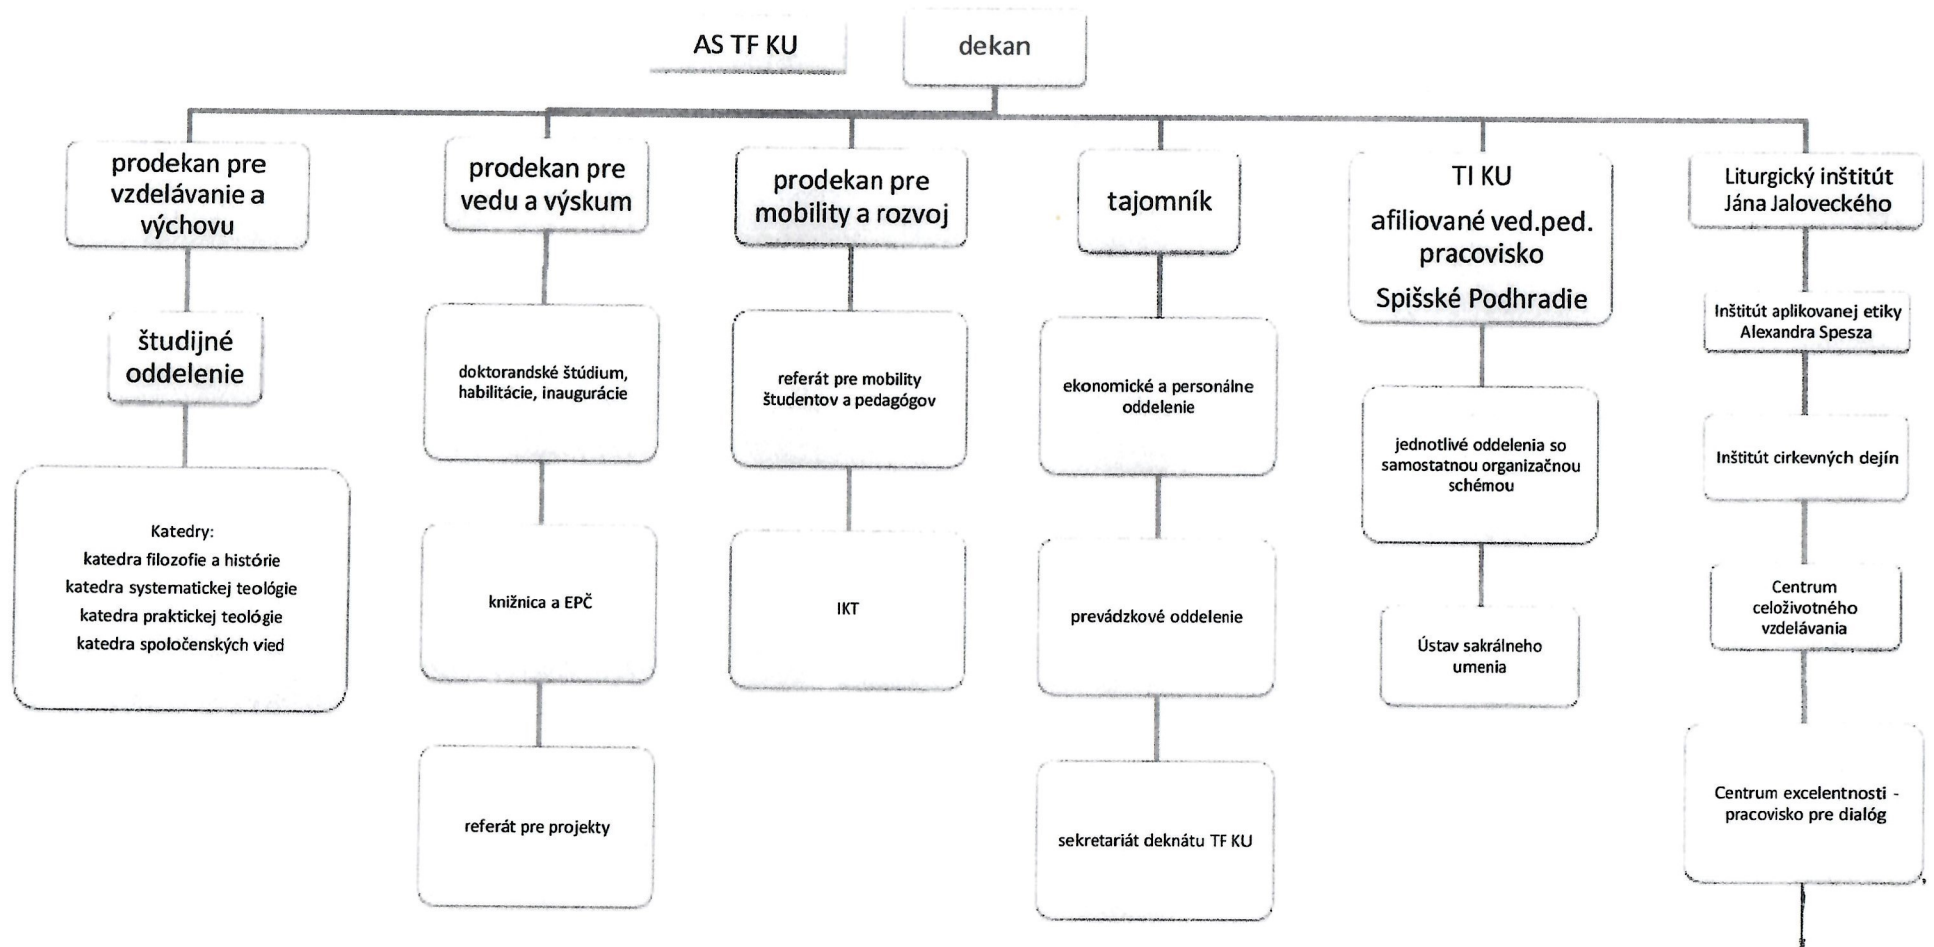 AS TF KU
dekan
prodekan pre
vzdelávanie a
výchovu
študijné
oddelenie
Katedry:
katedra filozofie a histórie
katedra systematickej teológie
katedra praktickej teológie
katedra spoločenských vied
prodekan pre
vedu a výskum
doktorandské štúdium,
habilitácie, inaugurácie
knižnica a EPČ
referát pre projekty
prodekan pre
mobility a rozvoj
referát pre mobility
študentov a pedagógov
IKT
tajomník
ekonomické a personálne
oddelenie
prevádzkové oddelenie
sekretariát deknátu TF KU
TI KU
afiliované ved.ped.
pracovisko
Spišské Podhradie
jednotlivé oddelenia so
samostatnou organizačnou
schémou
Ústav sakrálneho
umenia
Liturgický inštitút
Jána Jaloveckého
Inštitút aplikovanej etiky
Alexandra Spesza
Inštitút cirkevných dejín
Centrum
celoživotného
vzdelávania
Centrum excelentnosti -
pracovisko pre dialóg